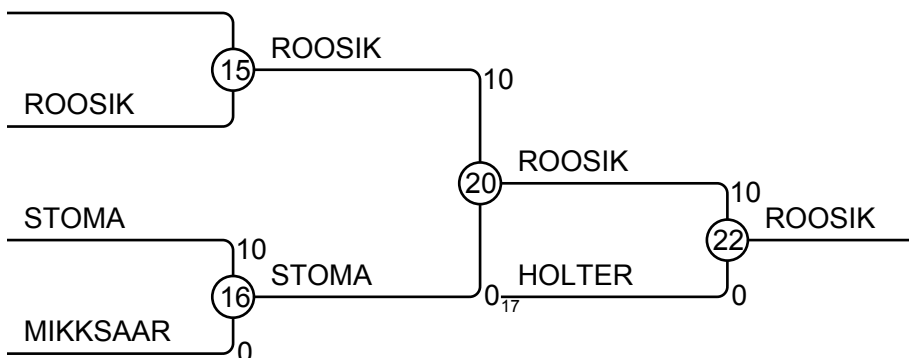 ROOSIK
15
10
ROOSIK
ROOSIK
20
10
STOMA
ROOSIK
10
22
STOMA
HOLTER
16
0
17
0
MIKKSAAR
0